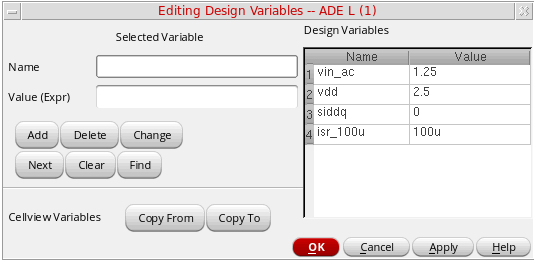 Editing Design Variables -- ADE L (1)
Selected Variable
Name
Value (Expr)
Add Delete Change
Next Clear Find
Cellview Variables Copy From Copy To
Design Variables
Name Value
1 vin_ac 1.25
2 vdd 2.5
3 siddq 0
4 isr_100u 100u
OK Cancel Apply Help